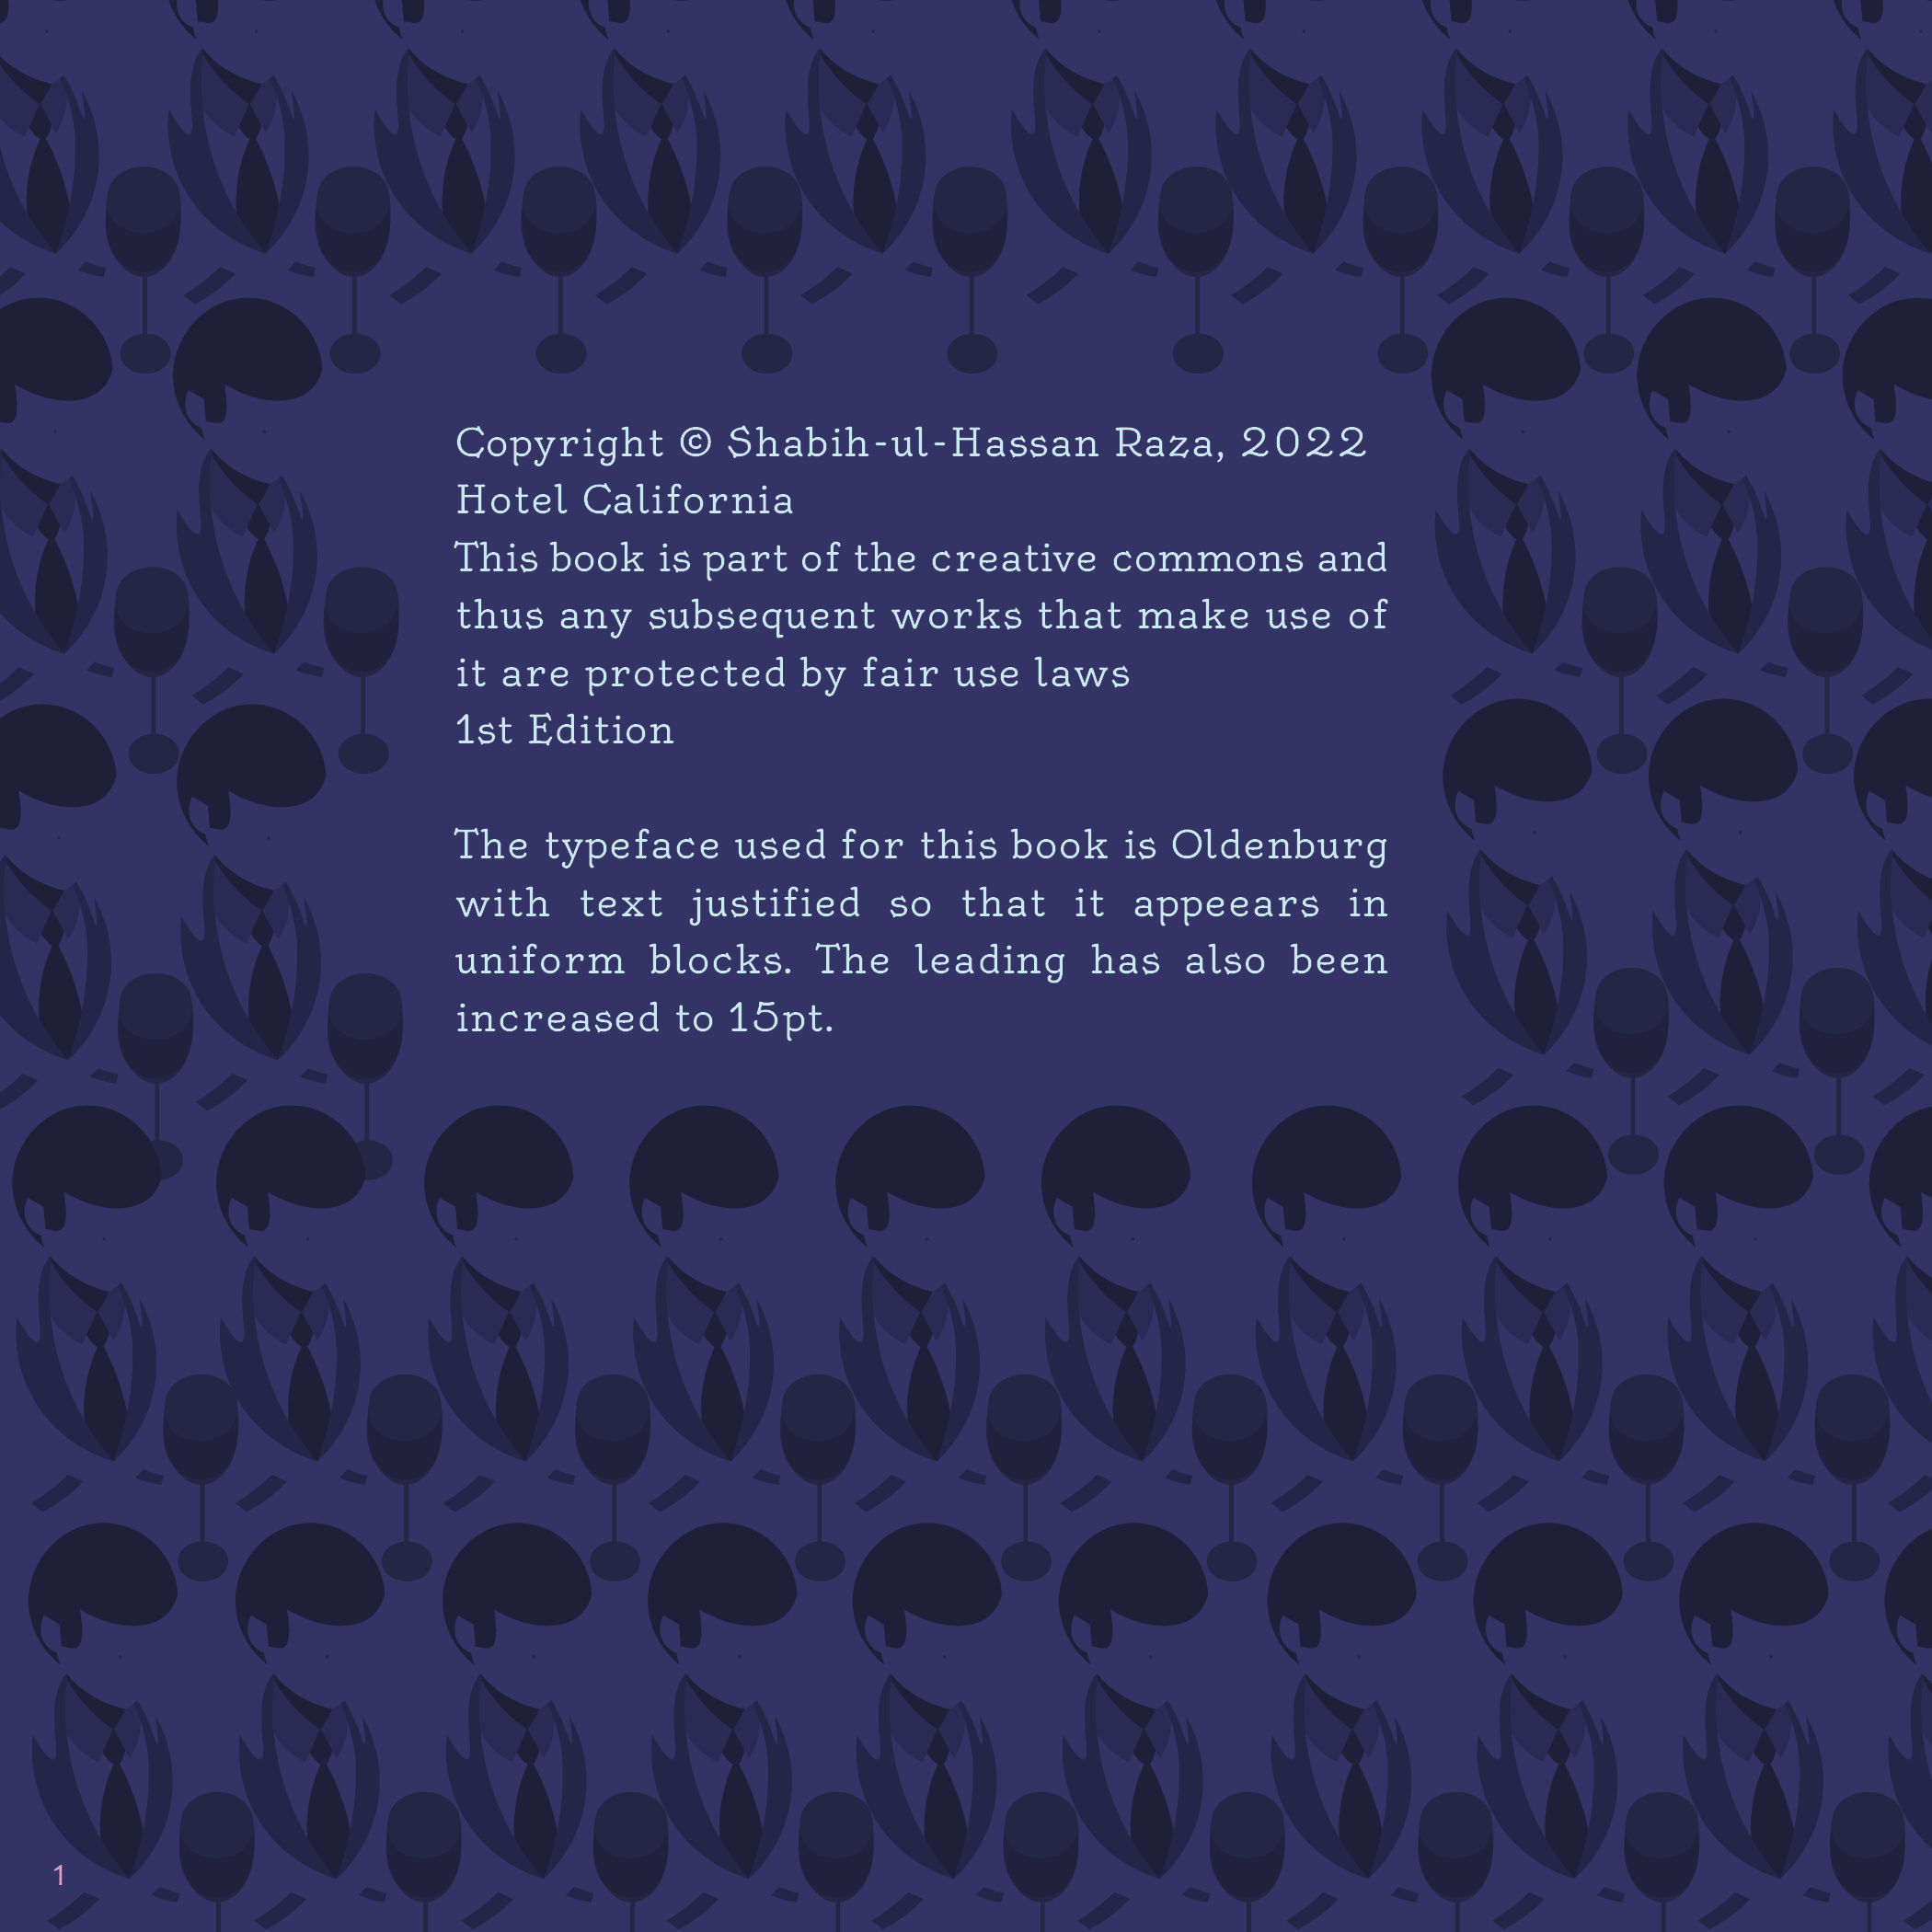 Copyright © Shabih-ul-Hassan Raza, 2022
Hotel California
This book is part of the creative commons and
thus any subsequent works that make use of
it are protected by fair use laws
1st Edition
The typeface used for this book is Oldenburg
with text justified so that it appeears in
uniform blocks. The leading has also been
increased to 15pt.
1